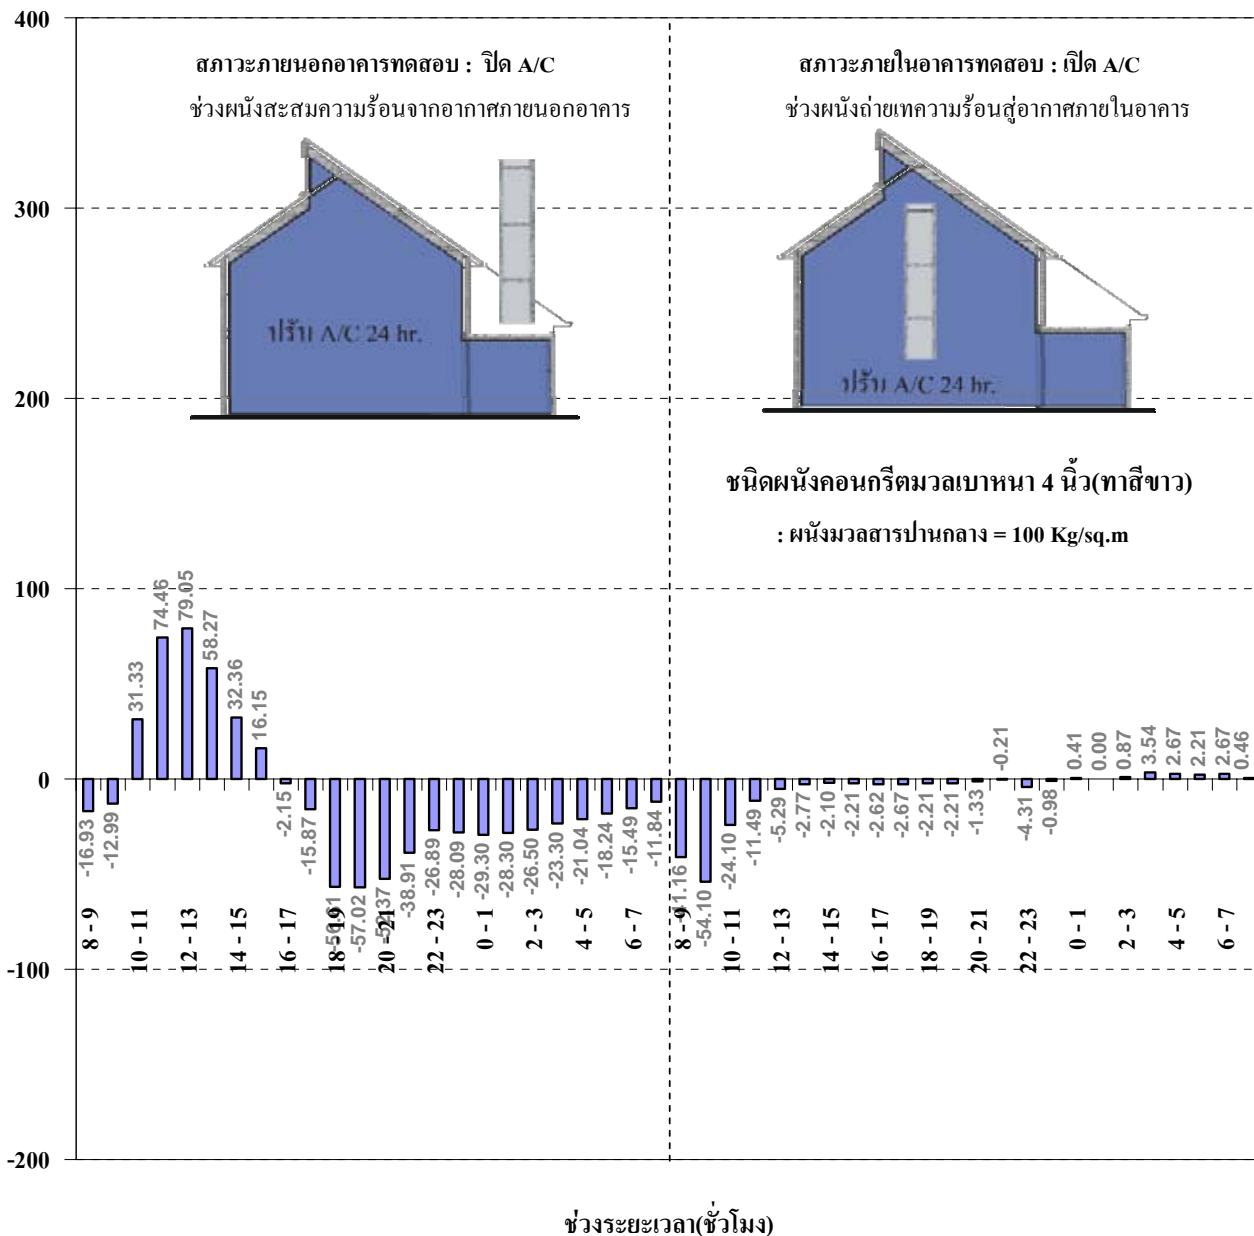 400
300
200
100
0
-100
-200
สภาวะภายนอกอาคารทดสอบ : ปิด A/C
ช่วงผนังสะสมความร้อนจากอากาศภายนอกอาคาร
ปรับ A/C 24 hr.
สภาวะภายในอาคารทดสอบ : เปิด A/C
ช่วงผนังถ่ายเทความร้อนสู่อากาศภายในอาคาร
ปรับ A/C 24 hr.
ชนิดผนังคอนกรีตมวลเบาหนา 4 นิ้ว(ทาสีขาว)
: ผนังมวลสารปานกลาง = 100 Kg/sq.m
-16.93
-12.99
31.33
74.46
79.05
58.27
32.36
16.15
-2.15
-15.87
-57.02
-38.91
-26.89
-28.09
-29.30
-28.30
-26.50
-23.30
-21.04
-18.24
-15.49
-11.84
-41.16
-54.10
-24.10
-11.49
-5.29
-2.77
-2.10
-2.21
-2.62
-2.67
-2.21
-2.21
-1.33
-0.21
-4.31
-0.98
0.41
0.00
0.87
3.54
2.67
2.21
2.67
0.46
8 - 9
10 - 11
12 - 13
14 - 15
16 - 17
18 - 19
20 - 21
22 - 23
0 - 1
2 - 3
4 - 5
6 - 7
8 - 9
10 - 11
12 - 13
14 - 15
16 - 17
18 - 19
20 - 21
22 - 23
0 - 1
2 - 3
4 - 5
6 - 7
ช่วงระยะเวลา(ชั่วโมง)